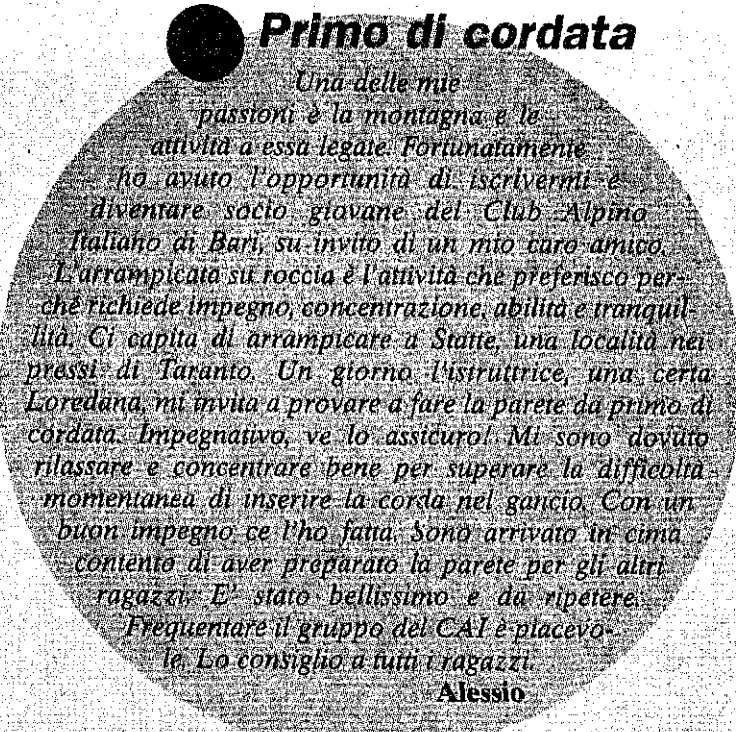 Primo di cordata
Una delle mie
passioni è la montagna e le
attività a essa legate. Fortunatamente
ho avuto l'opportunità di iscrivermi e
diventare socio giovane del Club Alpino
Italiano di Bari, su invito di un mio caro amico.
L'arrampicata su roccia è l'attività che preferisco per-
ché richiede impegno, concentrazione, abilità e tranquil-
lità. Ci capita di arrampicare a Statte, una località nei
pressi di Taranto. Un giorno l'istruttrice, una certa
Loredana, mi invita a provare a fare la parete da primo di
cordata. Impegnativo, ve lo assicuro! Mi sono dovuto
rilassare e concentrare bene per superare la difficoltà
momentanea di inserire la corda nel gancio. Con un
buon impegno ce l'ho fatta. Sono arrivato in cima
contento di aver preparato la parete per gli altri
ragazzi. E' stato bellissimo e da ripetere.
Frequentare il gruppo del CAI è piacevo-
le. Lo consiglio a tutti i ragazzi.
Alessio